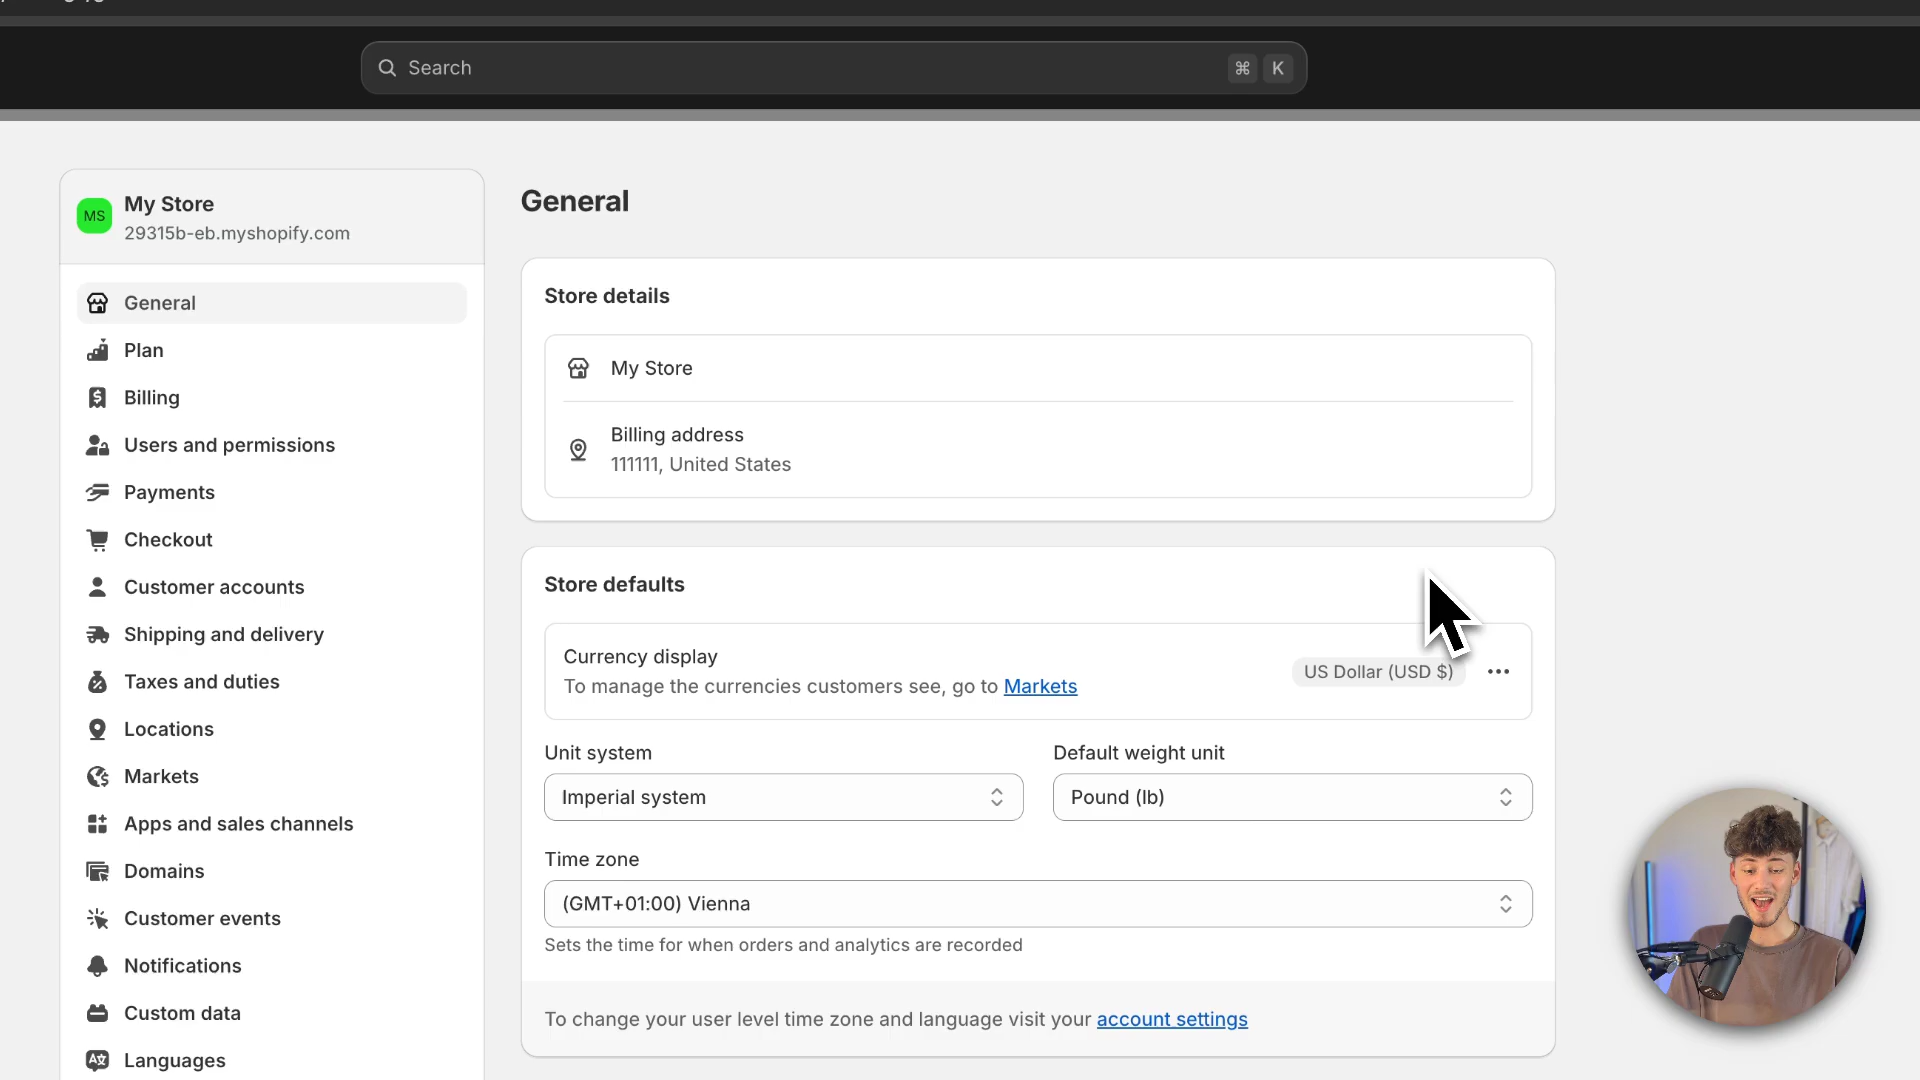 Search
⌘ K
MS
My Store
29315b-eb.myshopify.com
General
Plan
Billing
Users and permissions
Payments
Checkout
Customer accounts
Shipping and delivery
Taxes and duties
Locations
Markets
Apps and sales channels
Domains
Customer events
Notifications
Custom data
Languages
General
Store details
My Store
Billing address
111111, United States
Store defaults
Currency display
To manage the currencies customers see, go to Markets
US Dollar (USD $)
Unit system
Imperial system
Default weight unit
Pound (lb)
Time zone
(GMT+01:00) Vienna
Sets the time for when orders and analytics are recorded
To change your user level time zone and language visit your account settings